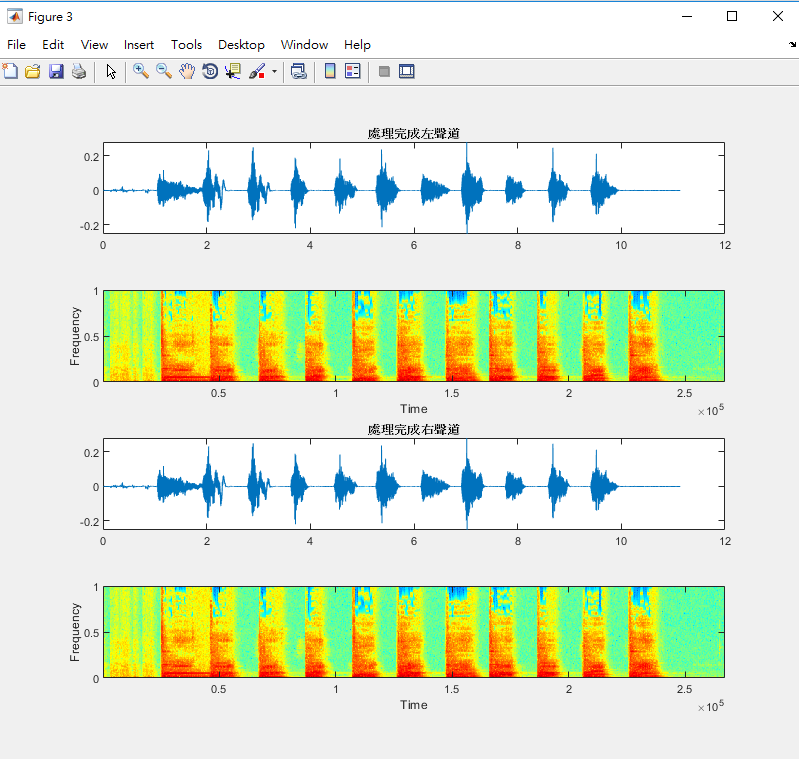 Figure 3
File Edit View Insert Tools Desktop Window Help
處理完成左聲道
0.2
0
-0.2
0 2 4 6 8 10 12
1
0.5
0
Frequency
0.5 1 1.5 2 2.5
Time
×10^5
處理完成右聲道
0.2
0
-0.2
0 2 4 6 8 10 12
1
0.5
0
Frequency
0.5 1 1.5 2 2.5
Time
×10^5